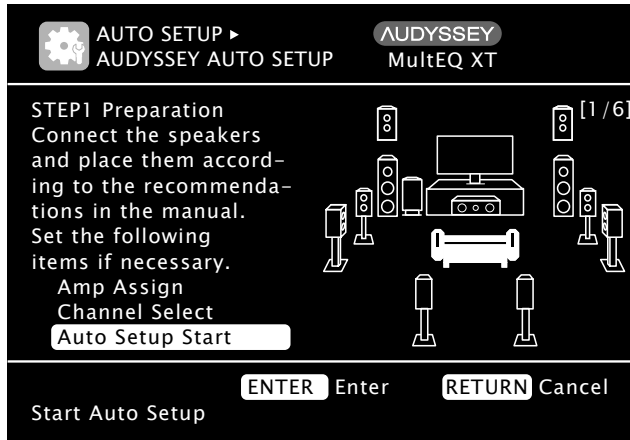 AUTO SETUP ▸
AUDYSSEY AUTO SETUP
AUDYSSEY
MultEQ XT
[1/6]
STEP1 Preparation
Connect the speakers
and place them accord-
ing to the recommenda-
tions in the manual.
Set the following
items if necessary.
Amp Assign
Channel Select
Auto Setup Start
ENTER Enter
RETURN Cancel
Start Auto Setup